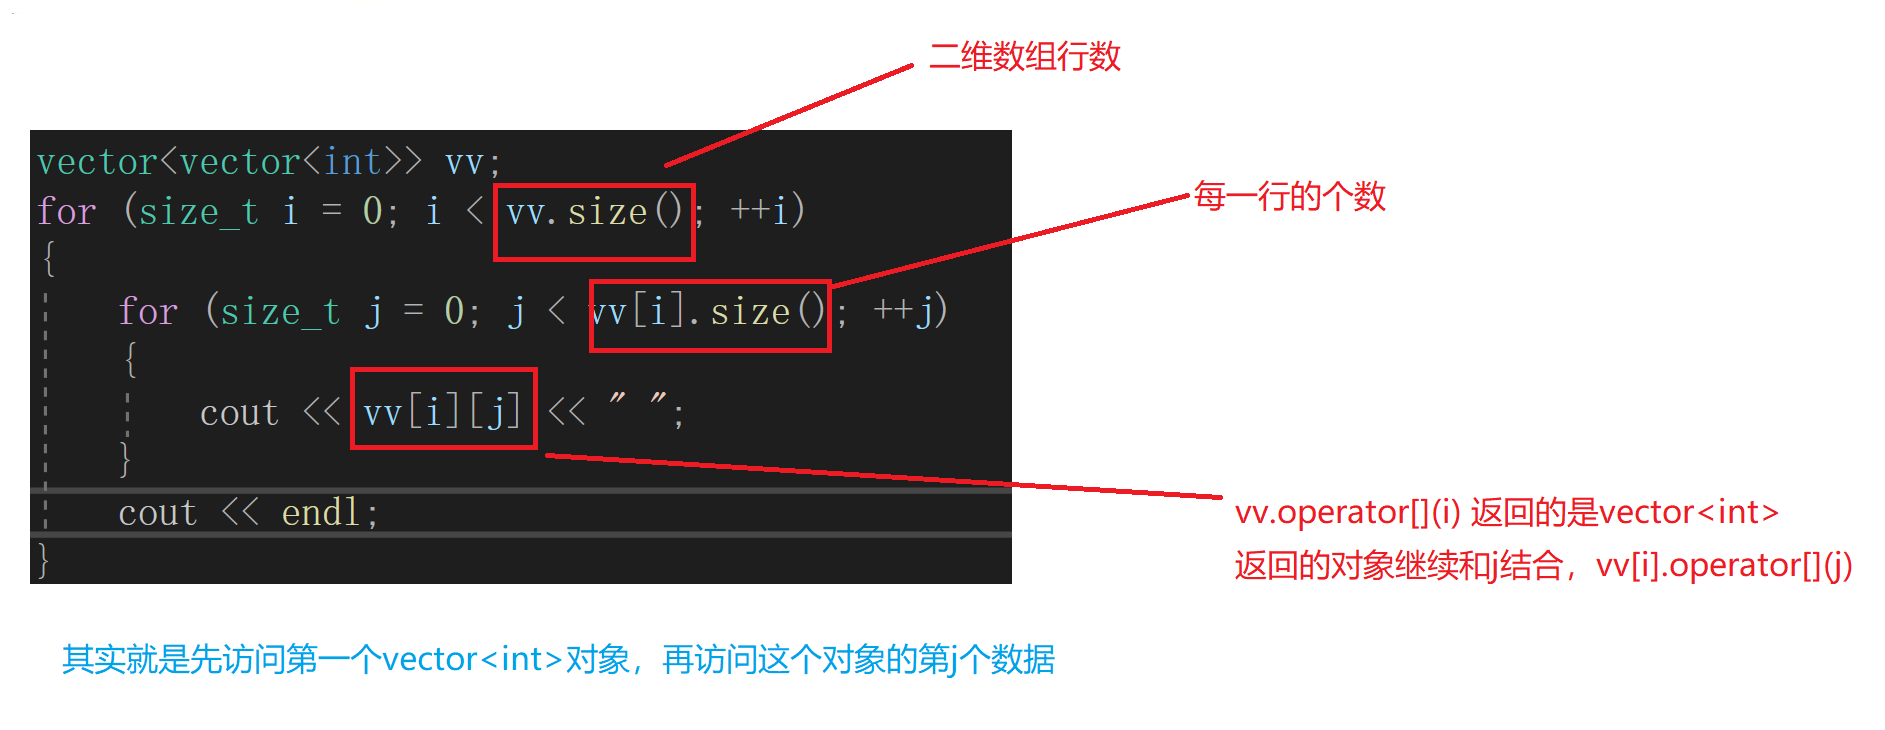 二维数组行数
vector<vector<int>> vv;
for (size_t i = 0; i < vv.size(); ++i)
每一行的个数
{
for (size_t j = 0; j < vv[i].size(); ++j)
{
cout << vv[i][j] << " ";
}
cout << endl;
}
vv.operator[](i) 返回的是vector<int>
返回的对象继续和j结合，vv[i].operator[](j)
其实就是先访问第一个vector<int>对象，再访问这个对象的第j个数据